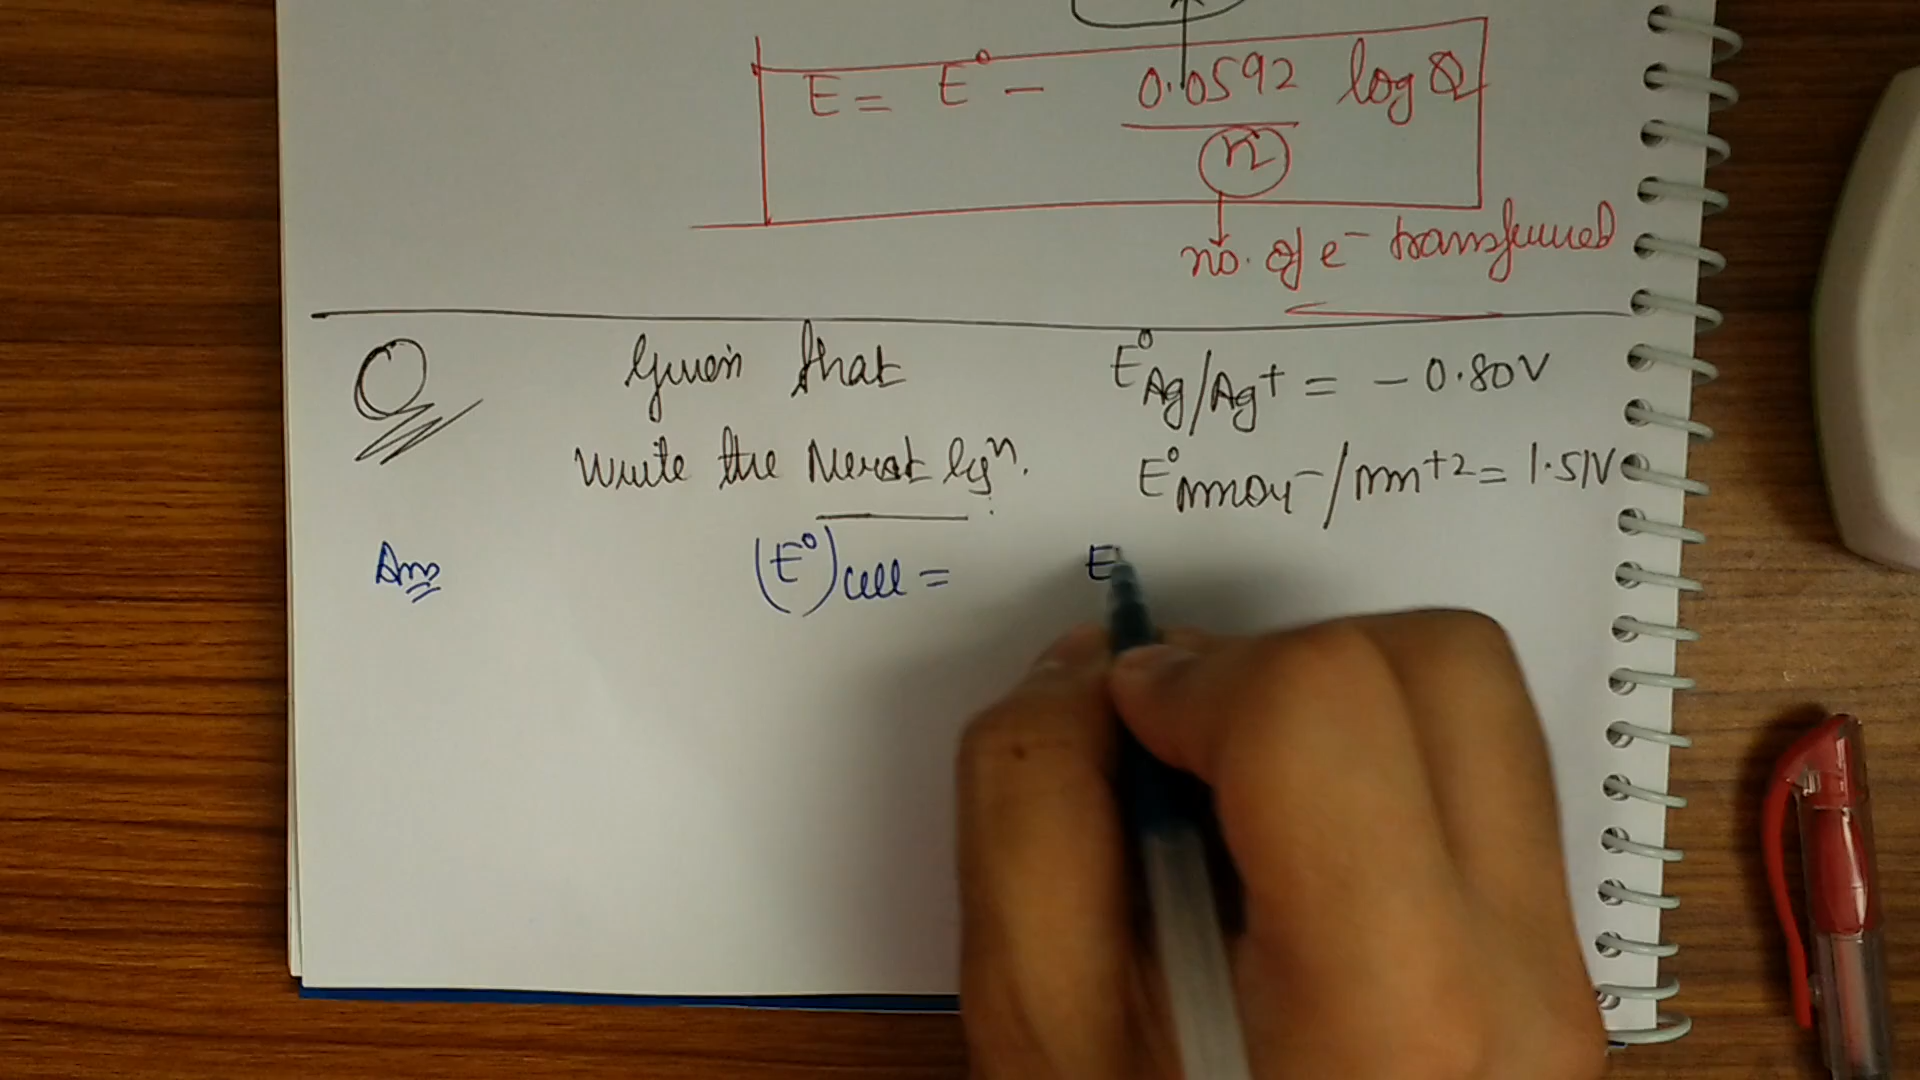 E = E° - 0.0592 log Q
n
no. of e⁻ transferred
Q Given that E°Ag/Ag+ = -0.80V
Write the Nernst Eqⁿ. E°MnO4⁻/Mn+2 = 1.51V
Ans (E°)cell = E